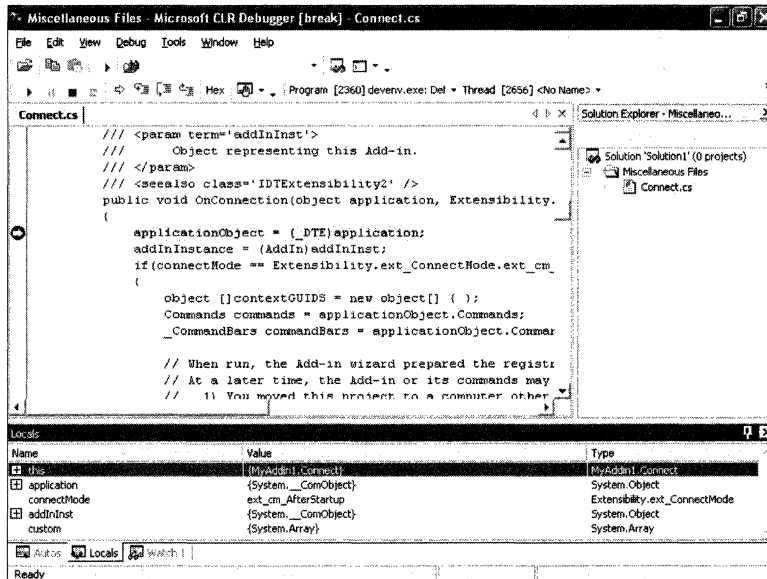 Miscellaneous Files - Microsoft CLR Debugger [break] - Connect.cs
File Edit View Debug Tools Window Help
Hex Program [2360] devenv.exe: Def Thread [2656] <No Name>
Connect.cs
/// <param term='addInInst'>
/// Object representing this Add-in.
/// </param>
/// <seealso class='IDTExtensibility2' />
public void OnConnection(object application, Extensibility.
{
applicationObject = (_DTE)application;
addInInstance = (AddIn)addInInst;
if(connectMode == Extensibility.ext_ConnectMode.ext_cm_
{
object []contextGUIDS = new object[] { };
Commands commands = applicationObject.Commands;
_CommandBars commandBars = applicationObject.Commar
// When run, the Add-in wizard prepared the registr
// At a later time, the Add-in or its commands may
// 1) You moved this project to a computer other
Solution Explorer - Miscellaneo...
Solution 'Solution1' (0 projects)
Miscellaneous Files
Connect.cs
Locals
Name Value Type
this {MyAddin1.Connect} MyAddin1.Connect
application {System.__ComObject} System.Object
connectMode ext_cm_AfterStartup Extensibility.ext_ConnectMode
addInInst {System.__ComObject} System.Object
custom {System.Array} System.Array
Autos Locals Watch 1
Ready